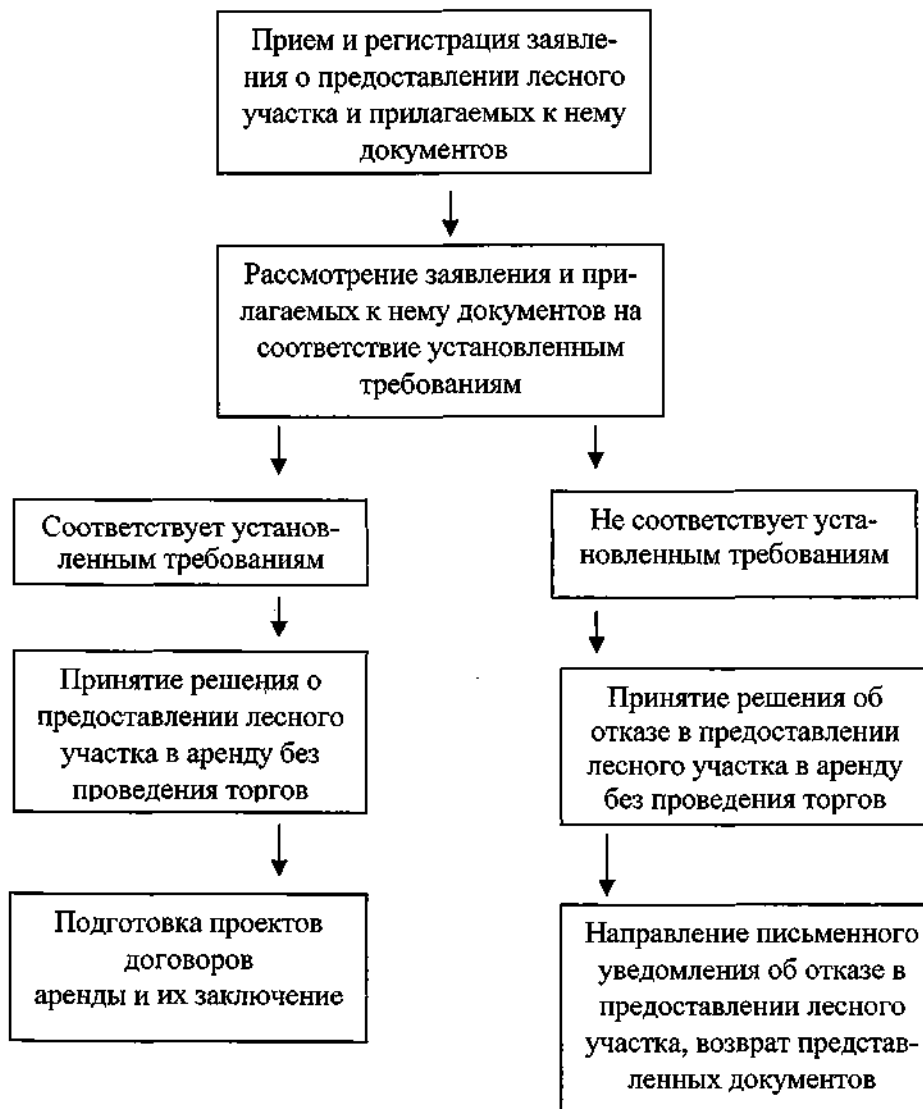 Прием и регистрация заявле-
ния о предоставлении лесного
участка и прилагаемых к нему
документов
Рассмотрение заявления и при-
лагаемых к нему документов на
соответствие установленным
требованиям
Соответствует установ-
ленным требованиям
Не соответствует уста-
новленным требованиям
Принятие решения о
предоставлении лесного
участка в аренду без
проведения торгов
Принятие решения об
отказе в предоставлении
лесного участка в аренду
без проведения торгов
Подготовка проектов
договоров
аренды и их заключение
Направление письменного
уведомления об отказе в
предоставлении лесного
участка, возврат представ-
ленных документов